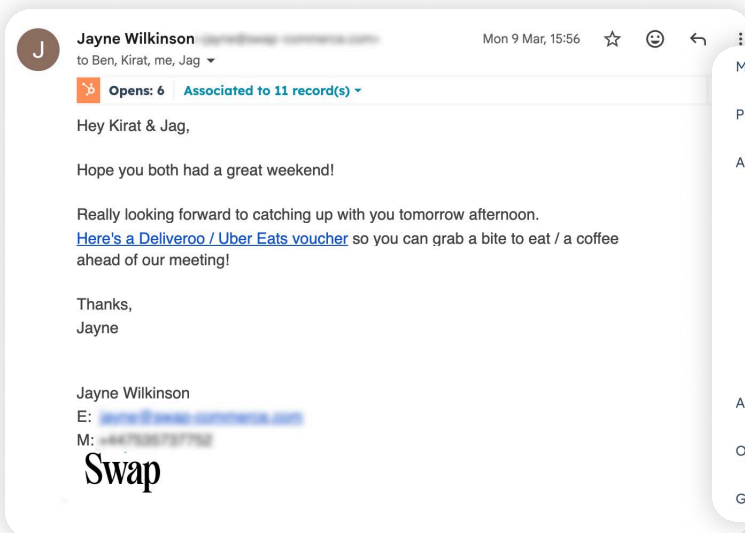 J
Jayne Wilkinson
Mon 9 Mar, 15:56
to Ben, Kirat, me, Jag
Opens: 6
Associated to 11 record(s)
Hey Kirat & Jag,
Hope you both had a great weekend!
Really looking forward to catching up with you tomorrow afternoon.
Here's a Deliveroo / Uber Eats voucher so you can grab a bite to eat / a coffee
ahead of our meeting!
Thanks,
Jayne
Jayne Wilkinson
E:
M:
Swap
M
P
A
A
O
G